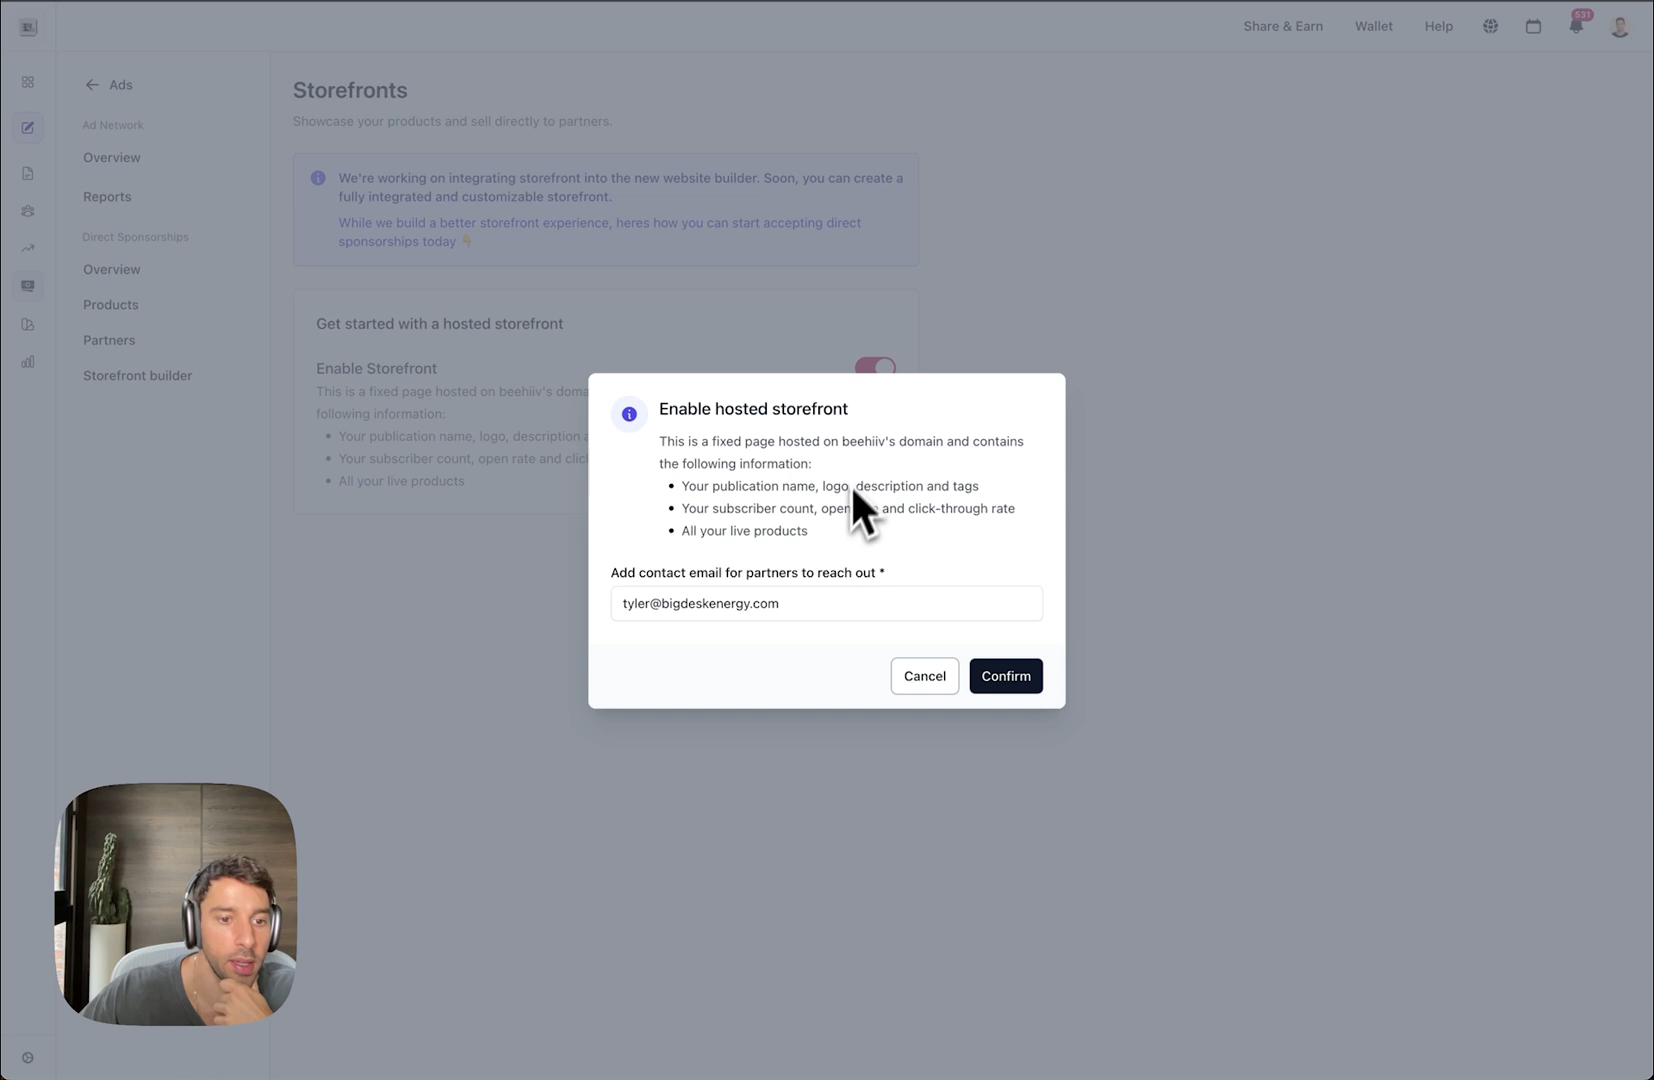 Share & Earn
Wallet
Help
531
Ads
Ad Network
Overview
Reports
Direct Sponsorships
Overview
Products
Partners
Storefront builder
Storefronts
Showcase your products and sell directly to partners.
We're working on integrating storefront into the new website builder. Soon, you can create a
fully integrated and customizable storefront.
While we build a better storefront experience, heres how you can start accepting direct
sponsorships today 👇
Get started with a hosted storefront
Enable Storefront
This is a fixed page hosted on beehiiv's
following information:
• Your publication name, logo, description
• Your subscriber count, open rate and
• All your live products
Enable hosted storefront
This is a fixed page hosted on beehiiv's domain and contains
the following information:
• Your publication name, logo, description and tags
• Your subscriber count, open and click-through rate
• All your live products
Add contact email for partners to reach out *
tyler@bigdeskenergy.com
Cancel
Confirm